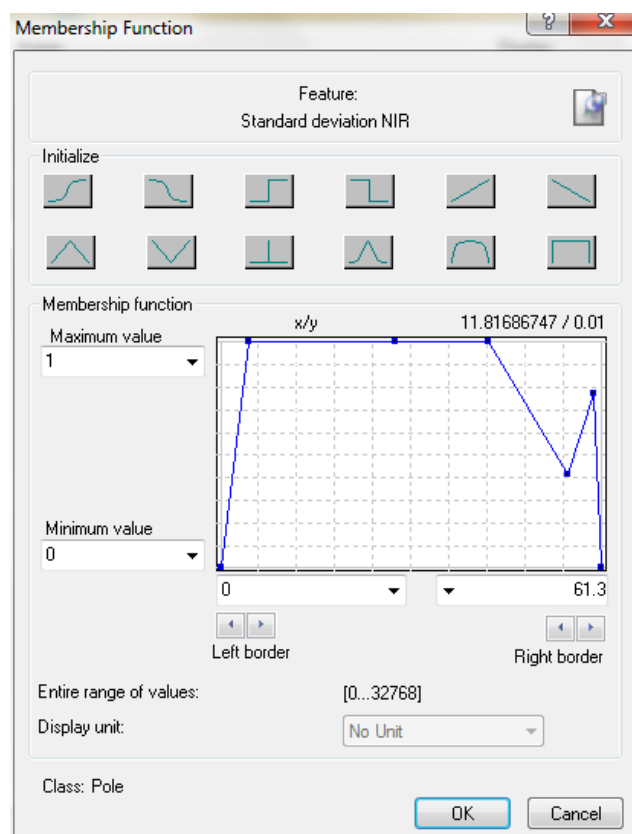 Membership Function
?
X
Feature:
Standard deviation NIR
Initialize
Membership function
x/y 11.81686747 / 0.01
Maximum value
1
Minimum value
0
0 61.3
Left border Right border
Entire range of values: [0...32768]
Display unit: No Unit
Class: Pole
OK Cancel